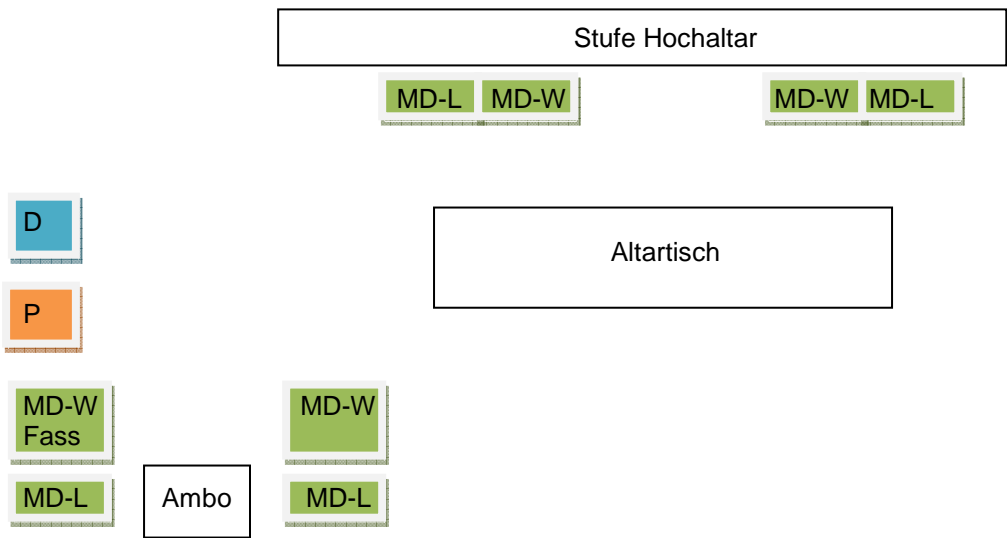 Stufe Hochaltar
MD-L MD-W MD-W MD-L
D
Altartisch
P
MD-W
Fass
MD-W
MD-L
Ambo
MD-L